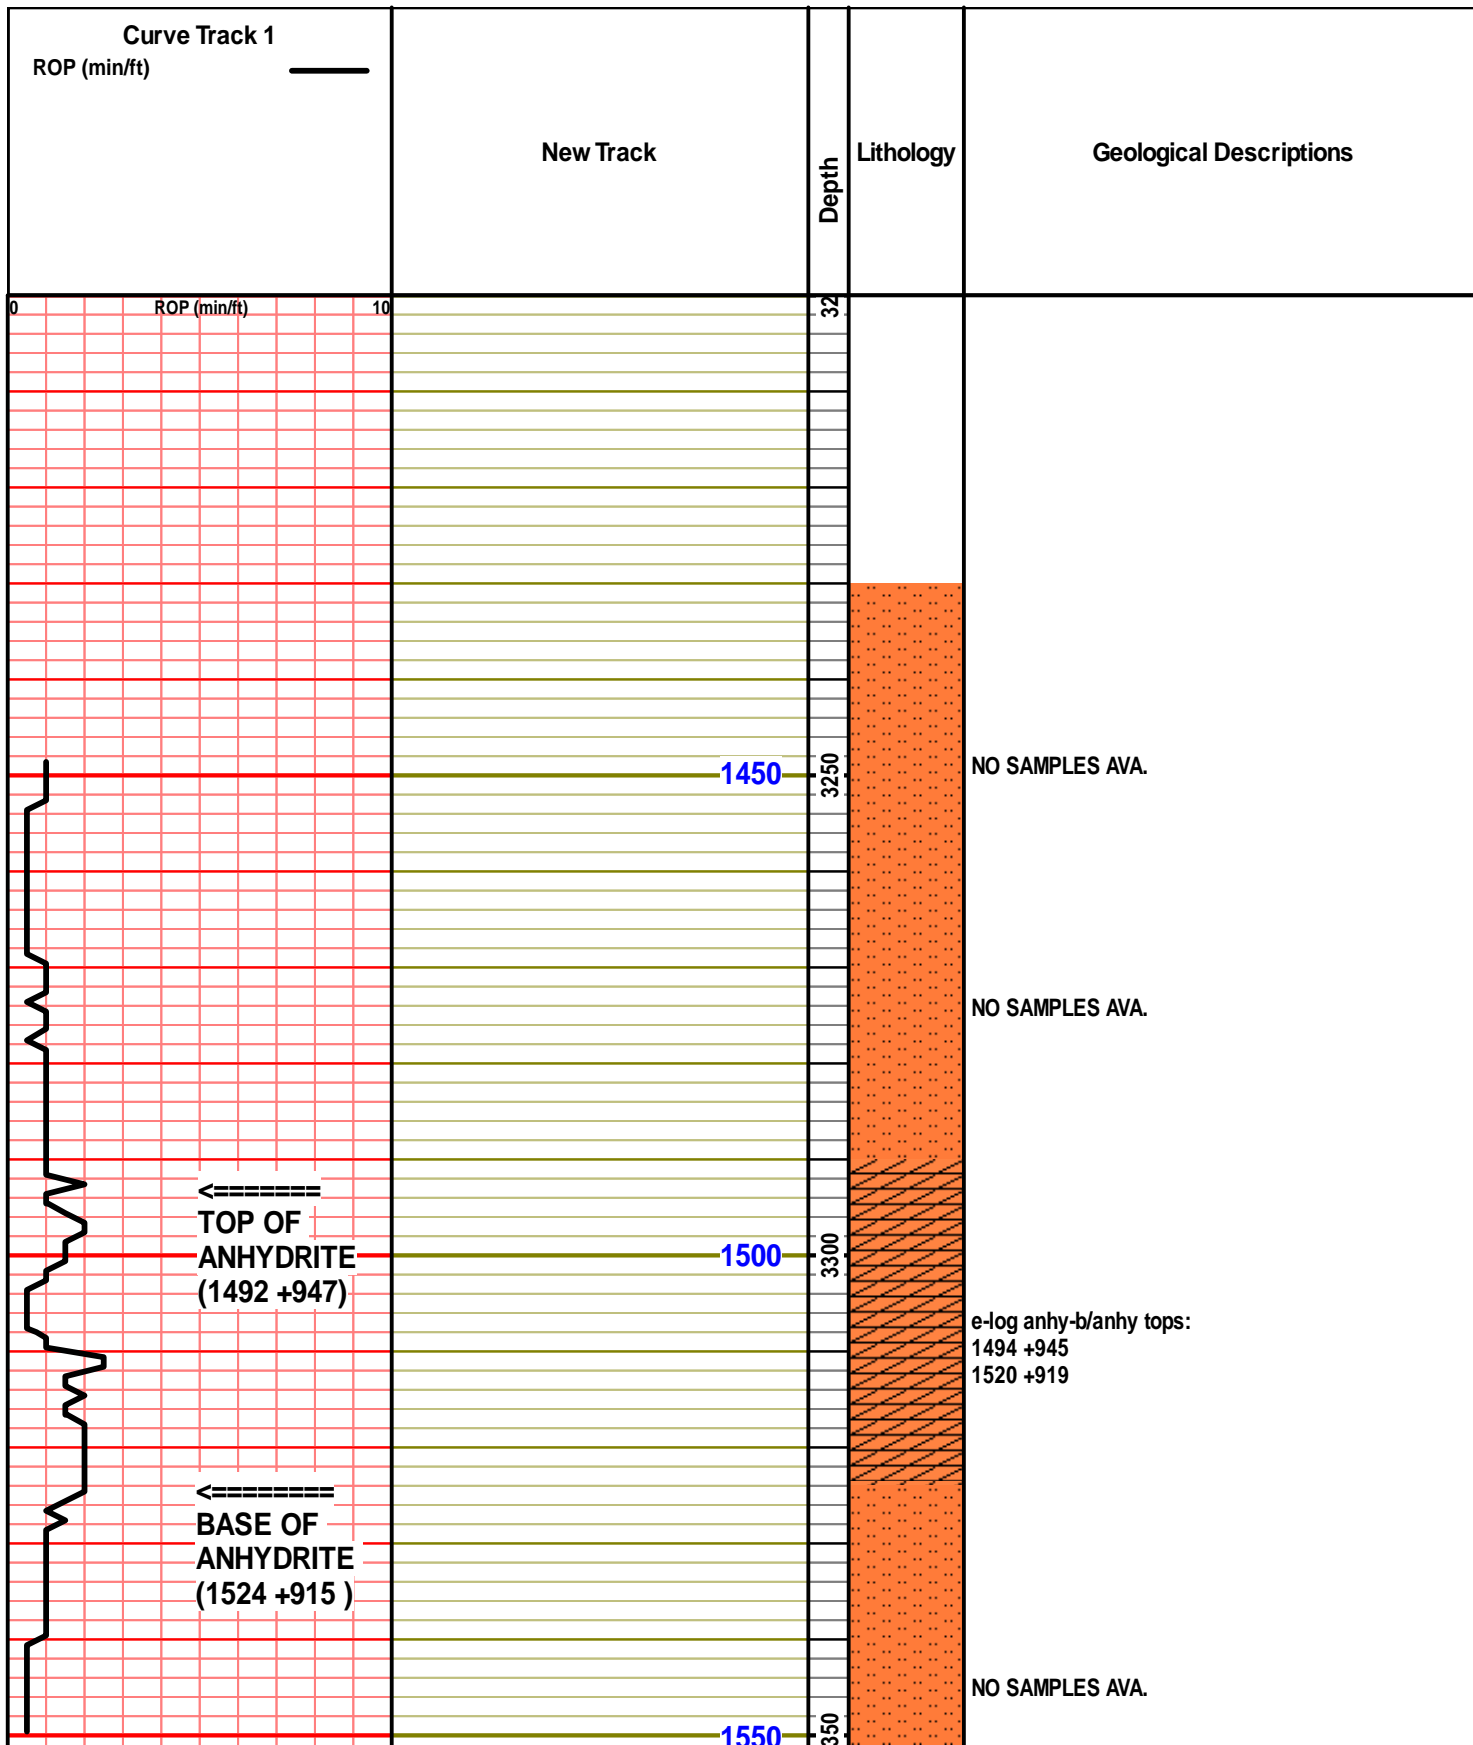 Curve Track 1
ROP (min/ft)
New Track
Depth
Lithology
Geological Descriptions
0 ROP (min/ft) 10
32
1450
3250
NO SAMPLES AVA.
NO SAMPLES AVA.
<=======
TOP OF
ANHYDRITE
(1492 +947)
1500
3300
e-log anhy-b/anhy tops:
1494 +945
1520 +919
<========
BASE OF
ANHYDRITE
(1524 +915 )
NO SAMPLES AVA.
1550
350